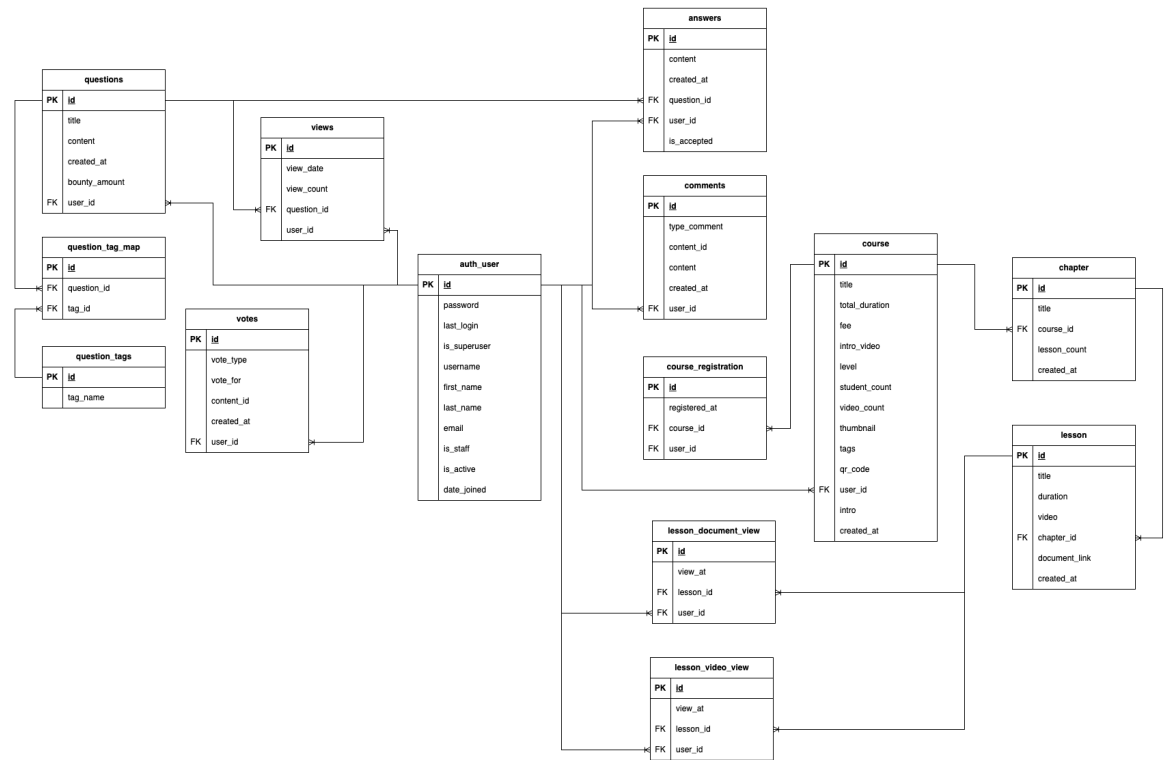 questions
PK id
title
content
created_at
bounty_amount
FK user_id
question_tag_map
PK id
FK question_id
FK tag_id
question_tags
PK id
tag_name
views
PK id
view_date
view_count
FK question_id
user_id
votes
PK id
vote_type
vote_for
content_id
created_at
FK user_id
auth_user
PK id
password
last_login
is_superuser
username
first_name
last_name
email
is_staff
is_active
date_joined
answers
PK id
content
created_at
FK question_id
FK user_id
is_accepted
comments
PK id
type_comment
content_id
content
created_at
FK user_id
course_registration
PK id
registered_at
FK course_id
FK user_id
lesson_document_view
PK id
view_at
FK lesson_id
FK user_id
lesson_video_view
PK id
view_at
FK lesson_id
FK user_id
course
PK id
title
total_duration
fee
intro_video
level
student_count
video_count
thumbnail
tags
qr_code
FK user_id
intro
created_at
chapter
PK id
title
FK course_id
lesson_count
created_at
lesson
PK id
title
duration
video
FK chapter_id
document_link
created_at